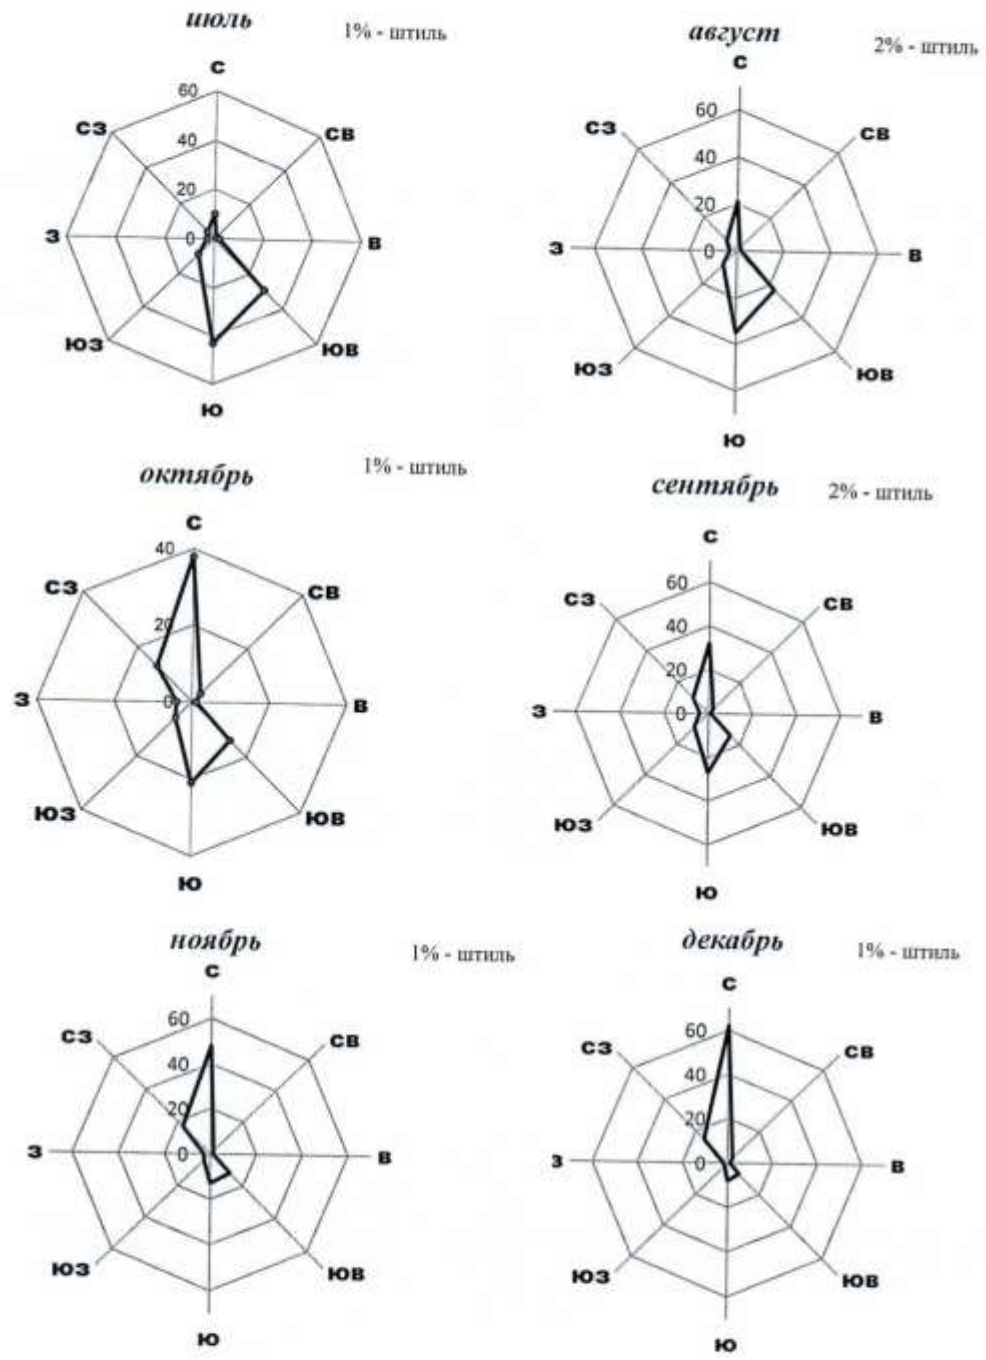 июль
1% - штиль
С
60
СЗ
СВ
40
20
З
0
В
ЮЗ
ЮВ
Ю
август
2% - штиль
С
60
СЗ
СВ
40
20
З
0
В
ЮЗ
ЮВ
Ю
октябрь
1% - штиль
С
40
СЗ
СВ
20
З
0
В
ЮЗ
ЮВ
Ю
сентябрь
2% - штиль
С
60
СЗ
СВ
40
20
З
0
В
ЮЗ
ЮВ
Ю
ноябрь
1% - штиль
С
60
СЗ
СВ
40
20
З
0
В
ЮЗ
ЮВ
Ю
декабрь
1% - штиль
С
60
СЗ
СВ
40
20
З
0
В
ЮЗ
ЮВ
Ю